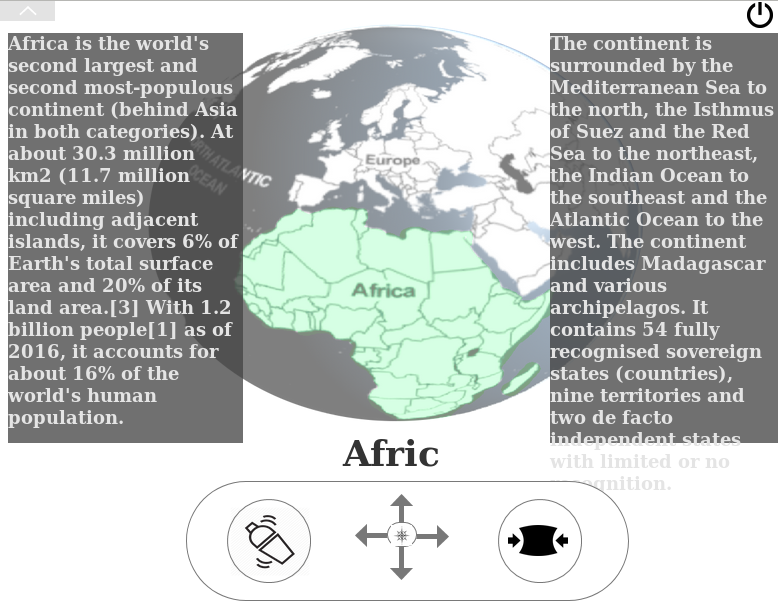 Africa is the world's
second largest and
second most-populous
continent (behind Asia
in both categories). At
about 30.3 million
km2 (11.7 million
square miles)
including adjacent
islands, it covers 6% of
Earth's total surface
area and 20% of its
land area.[3] With 1.2
billion people[1] as of
2016, it accounts for
about 16% of the
world's human
population.
ATLANTIC
OCEAN
Europe
Africa
The continent is
surrounded by the
Mediterranean Sea to
the north, the Isthmus
of Suez and the Red
Sea to the northeast,
the Indian Ocean to
the southeast and the
Atlantic Ocean to the
west. The continent
includes Madagascar
and various
archipelagos. It
contains 54 fully
recognised sovereign
states (countries),
nine territories and
two de facto
independent states
with limited or no
recognition.
Afric